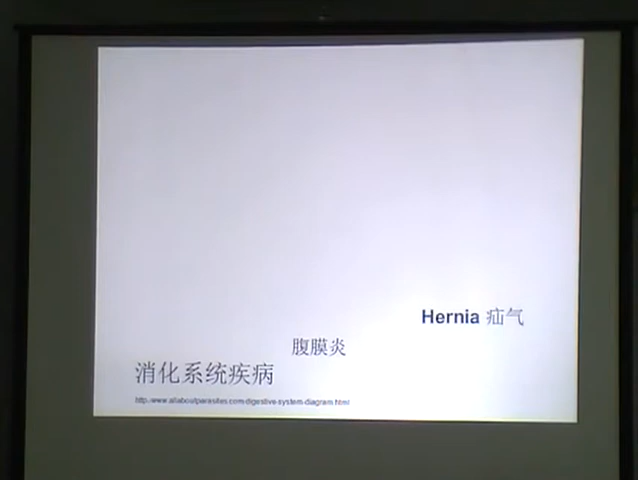 Hernia 疝气
腹膜炎
消化系统疾病
http://www.allaboutparasites.com/digestive-system-diagram.html